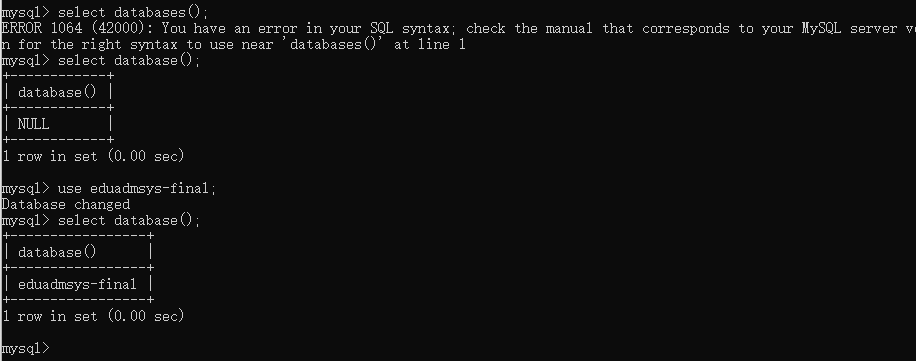 mysql> select databases();
ERROR 1064 (42000): You have an error in your SQL syntax; check the manual that corresponds to your MySQL server
n for the right syntax to use near 'databases()' at line 1
mysql> select database();
+------------+
| database() |
+------------+
| NULL       |
+------------+
1 row in set (0.00 sec)
mysql> use eduadmsys-final;
Database changed
mysql> select database();
+-----------------+
| database()      |
+-----------------+
| eduadmsys-final |
+-----------------+
1 row in set (0.00 sec)
mysql>